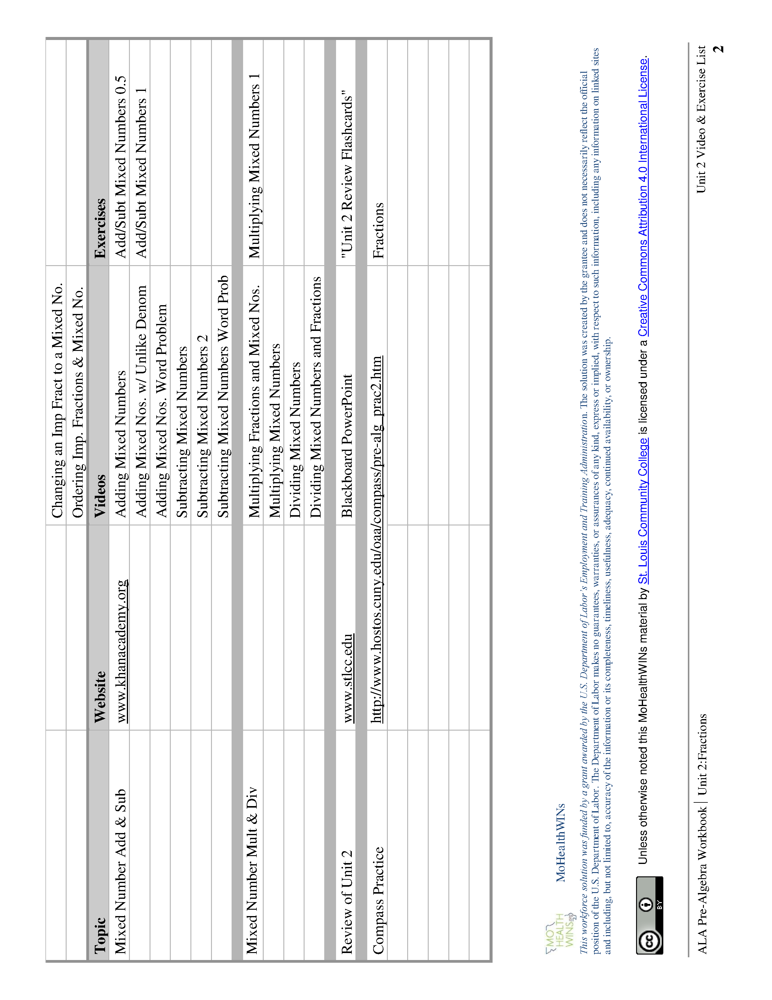 Changing an Imp Fract to a Mixed No.
Ordering Imp. Fractions & Mixed No.
Topic Website Videos Exercises
Mixed Number Add & Sub www.khanacademy.org Adding Mixed Numbers Add/Subt Mixed Numbers 0.5
Adding Mixed Nos. w/ Unlike Denom Add/Subt Mixed Numbers 1
Adding Mixed Nos. Word Problem
Subtracting Mixed Numbers
Subtracting Mixed Numbers 2
Subtracting Mixed Numbers Word Prob
Mixed Number Mult & Div Multiplying Fractions and Mixed Nos. Multiplying Mixed Numbers 1
Multiplying Mixed Numbers
Dividing Mixed Numbers
Dividing Mixed Numbers and Fractions
Review of Unit 2 www.stlcc.edu Blackboard PowerPoint "Unit 2 Review Flashcards"
Compass Practice http://www.hostos.cuny.edu/oaa/compass/pre-alg_prac2.htm Fractions
MO
HEALTH
WINS.org
MoHealthWINs
This workforce solution was funded by a grant awarded by the U.S. Department of Labor's Employment and Training Administration. The solution was created by the grantee and does not necessarily reflect the official
position of the U.S. Department of Labor. The Department of Labor makes no guarantees, warranties, or assurances of any kind, express or implied, with respect to such information, including any information on linked sites
and including, but not limited to, accuracy of the information or its completeness, timeliness, usefulness, adequacy, continued availability, or ownership.
cc BY
Unless otherwise noted this MoHealthWINs material by St. Louis Community College is licensed under a Creative Commons Attribution 4.0 International License.
ALA Pre-Algebra Workbook | Unit 2:Fractions Unit 2 Video & Exercise List
2